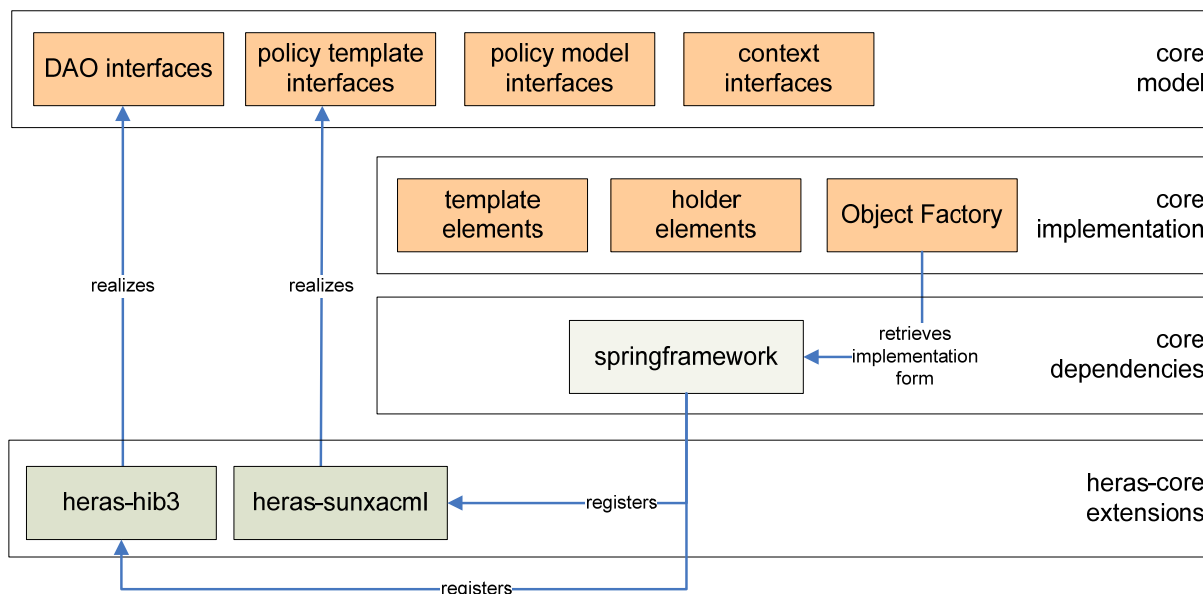 DAO interfaces
policy template
interfaces
policy model
interfaces
context
interfaces
core
model
template
elements
holder
elements
Object Factory
core
implementation
realizes
realizes
springframework
retrieves
implementation
form
core
dependencies
heras-hib3
heras-sunxacml
registers
heras-core
extensions
registers